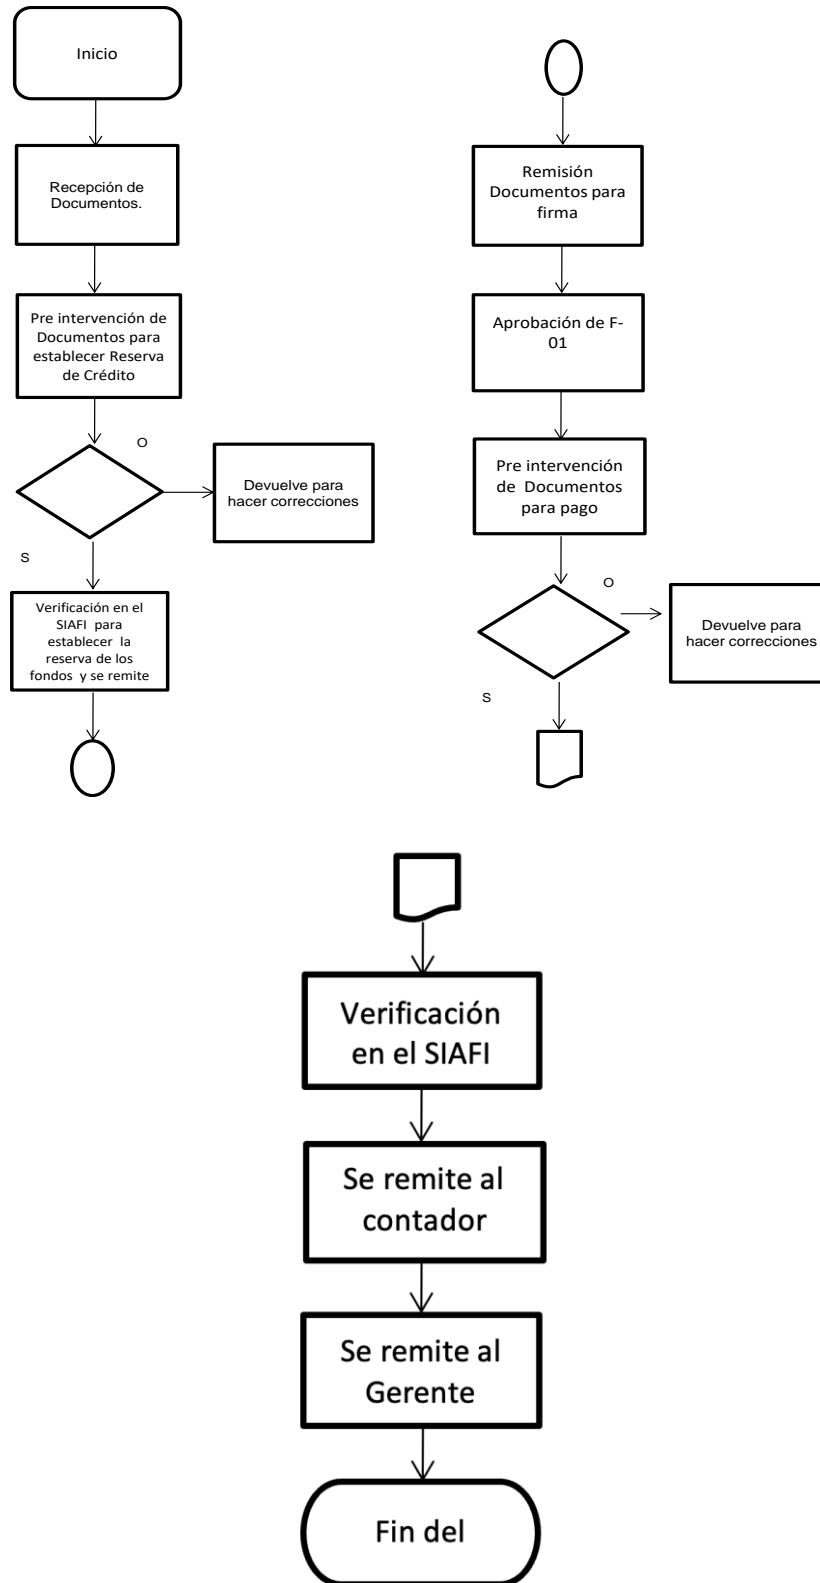 Inicio
Recepción de
Documentos.
Pre intervención de
Documentos para
establecer Reserva
de Crédito
O
Devuelve para
hacer correcciones
S
Verificación en el
SIAFI para
establecer la
reserva de los
fondos y se remite
Remisión
Documentos para
firma
Aprobación de F-
01
Pre intervención
de Documentos
para pago
O
Devuelve para
hacer correcciones
S
Verificación
en el SIAFI
Se remite al
contador
Se remite al
Gerente
Fin del